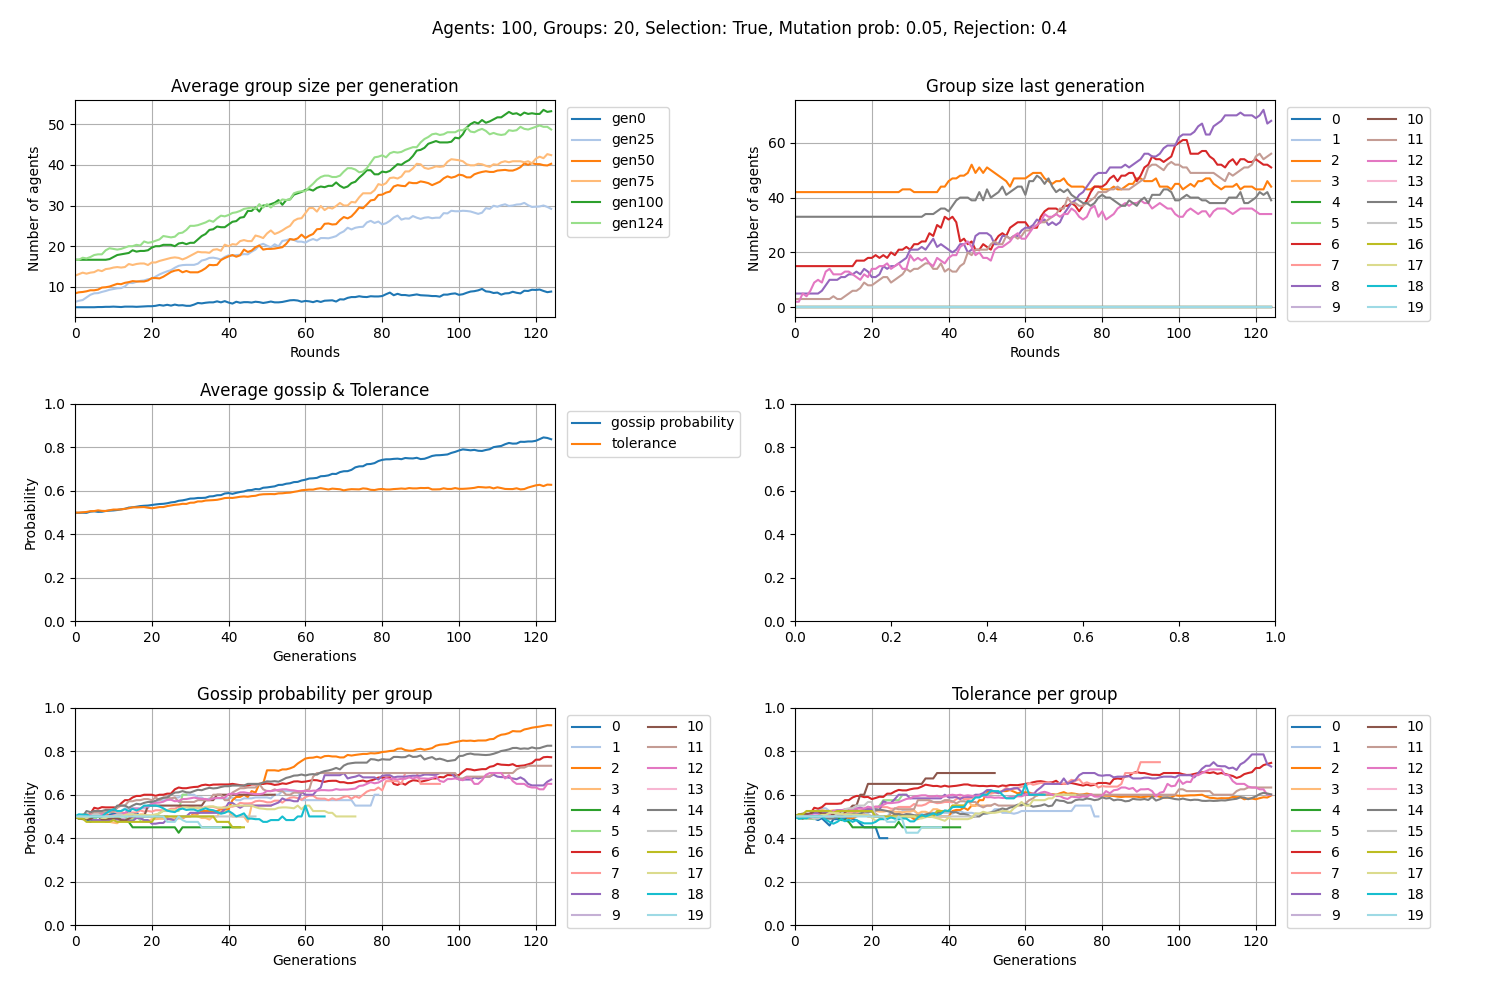 Agents: 100, Groups: 20, Selection: True, Mutation prob: 0.05, Rejection: 0.4
Average group size per generation
Number of agents
50
40
30
20
10
0 20 40 60 80 100 120
Rounds
gen0
gen25
gen50
gen75
gen100
gen124
Group size last generation
Number of agents
60
40
20
0
0 20 40 60 80 100 120
Rounds
0 10
1 11
2 12
3 13
4 14
5 15
6 16
7 17
8 18
9 19
Average gossip & Tolerance
Probability
1.0
0.8
0.6
0.4
0.2
0.0
0 20 40 60 80 100 120
Generations
gossip probability
tolerance
1.0
0.8
0.6
0.4
0.2
0.0
0.0 0.2 0.4 0.6 0.8 1.0
Gossip probability per group
Probability
1.0
0.8
0.6
0.4
0.2
0.0
0 20 40 60 80 100 120
Generations
0 10
1 11
2 12
3 13
4 14
5 15
6 16
7 17
8 18
9 19
Tolerance per group
Probability
1.0
0.8
0.6
0.4
0.2
0.0
0 20 40 60 80 100 120
Generations
0 10
1 11
2 12
3 13
4 14
5 15
6 16
7 17
8 18
9 19